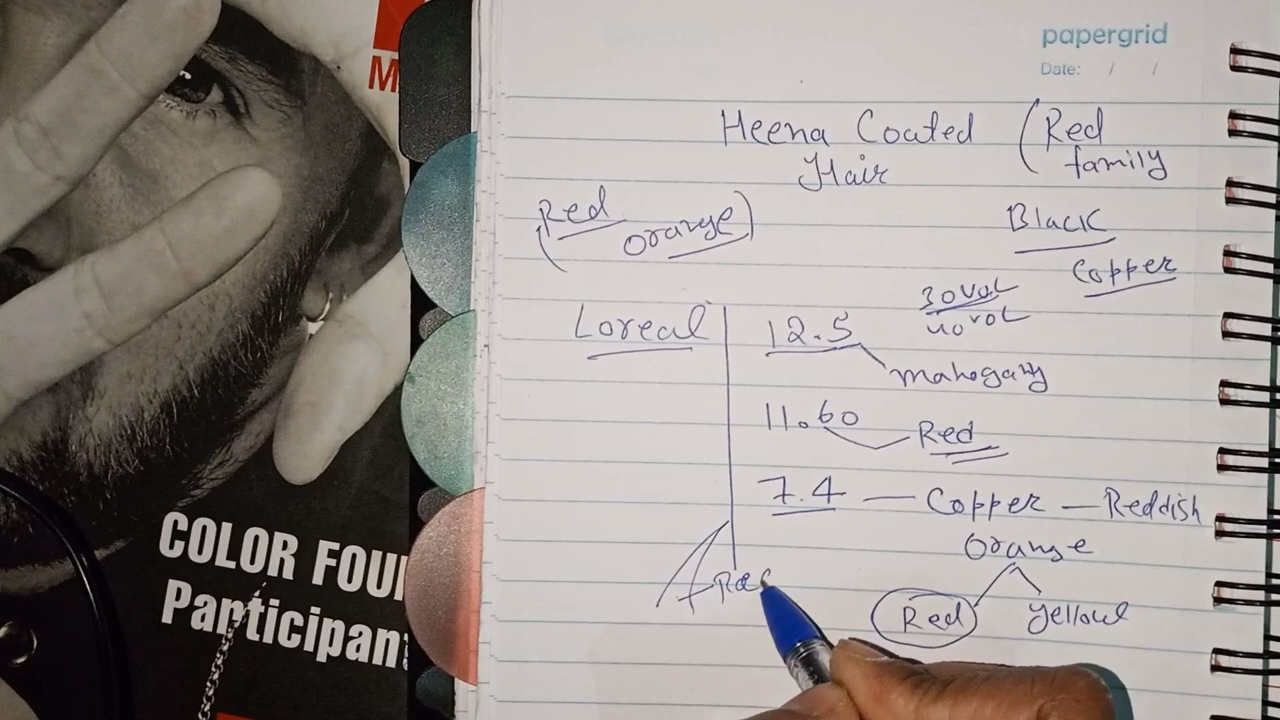 M
COLOR FOU
Participan
papergrid
Date: / /
Heena Coated (Red
Hair family
(Red
orange)
Black
Copper
30vol
40vol
Loreal
12.5
mahogany
11.60
Red
7.4 — Copper — Reddish
Orange
Red yellow